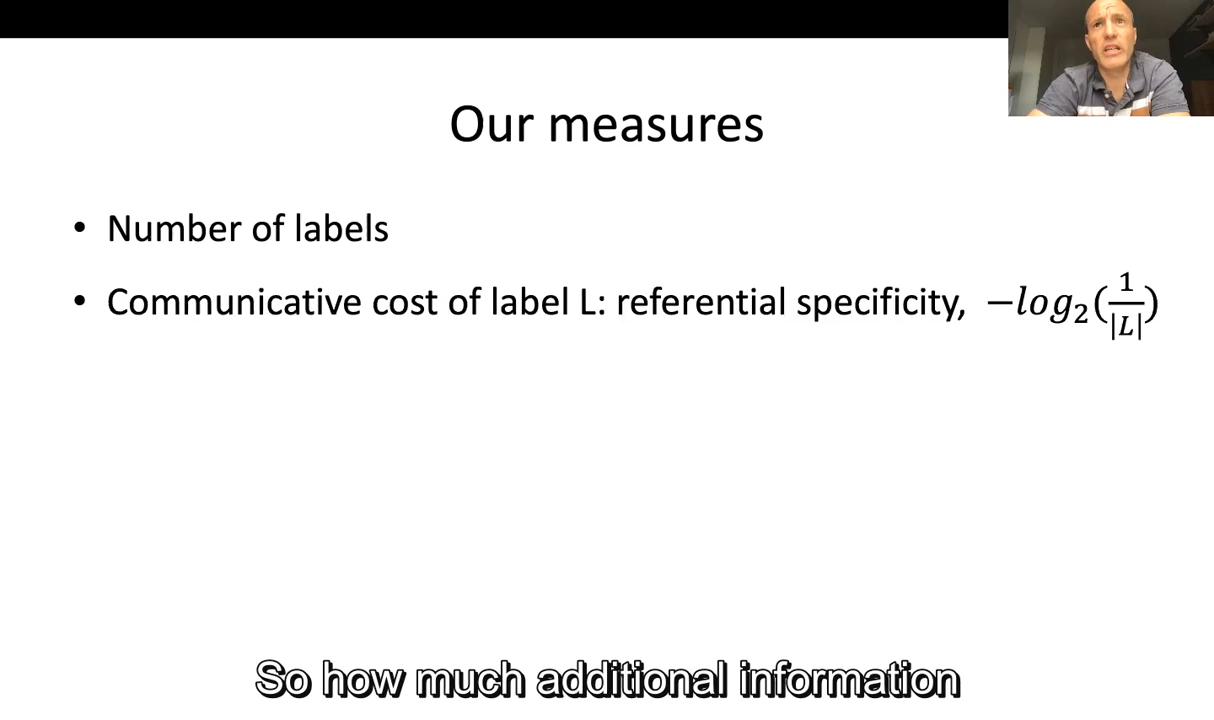 Our measures
• Number of labels
• Communicative cost of label L: referential specificity, −log₂(1/|L|)
So how much additional information